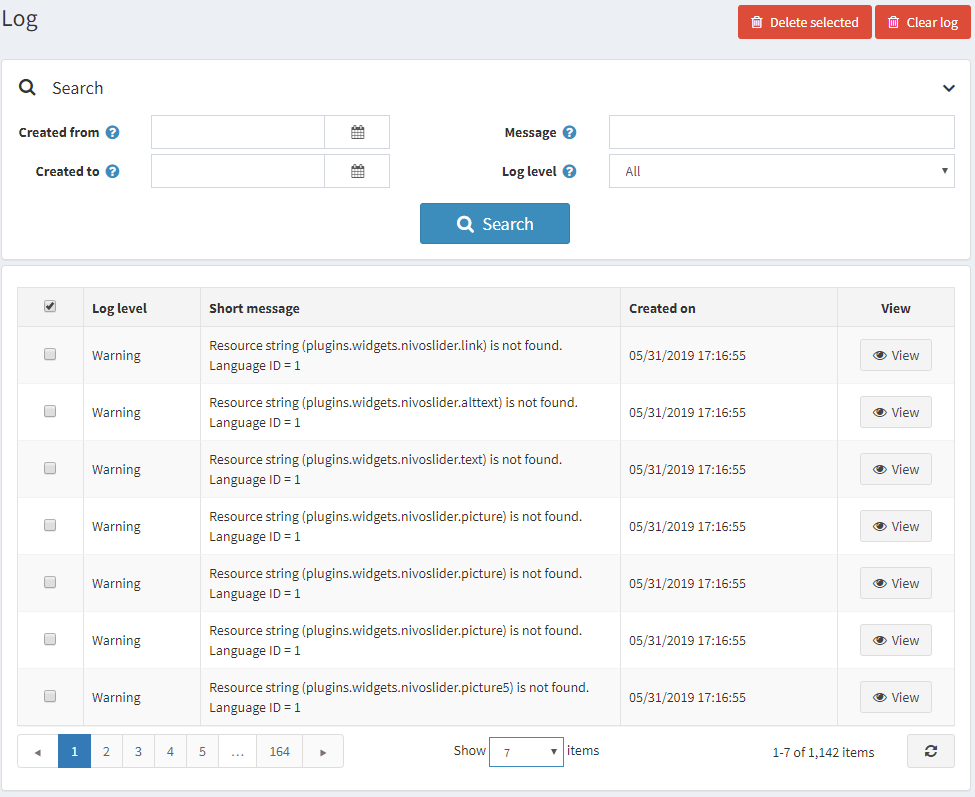 Log
Delete selected
Clear log
Search
Created from
Message
Created to
Log level
All
Search
Log level Short message Created on View
Warning Resource string (plugins.widgets.nivoslider.link) is not found. 05/31/2019 17:16:55 View
Language ID = 1
Warning Resource string (plugins.widgets.nivoslider.alttext) is not found. 05/31/2019 17:16:55 View
Language ID = 1
Warning Resource string (plugins.widgets.nivoslider.text) is not found. 05/31/2019 17:16:55 View
Language ID = 1
Warning Resource string (plugins.widgets.nivoslider.picture) is not found. 05/31/2019 17:16:55 View
Language ID = 1
Warning Resource string (plugins.widgets.nivoslider.picture) is not found. 05/31/2019 17:16:55 View
Language ID = 1
Warning Resource string (plugins.widgets.nivoslider.picture) is not found. 05/31/2019 17:16:55 View
Language ID = 1
Warning Resource string (plugins.widgets.nivoslider.picture5) is not found. 05/31/2019 17:16:55 View
Language ID = 1
1 2 3 4 5 ... 164 Show 7 items 1-7 of 1,142 items